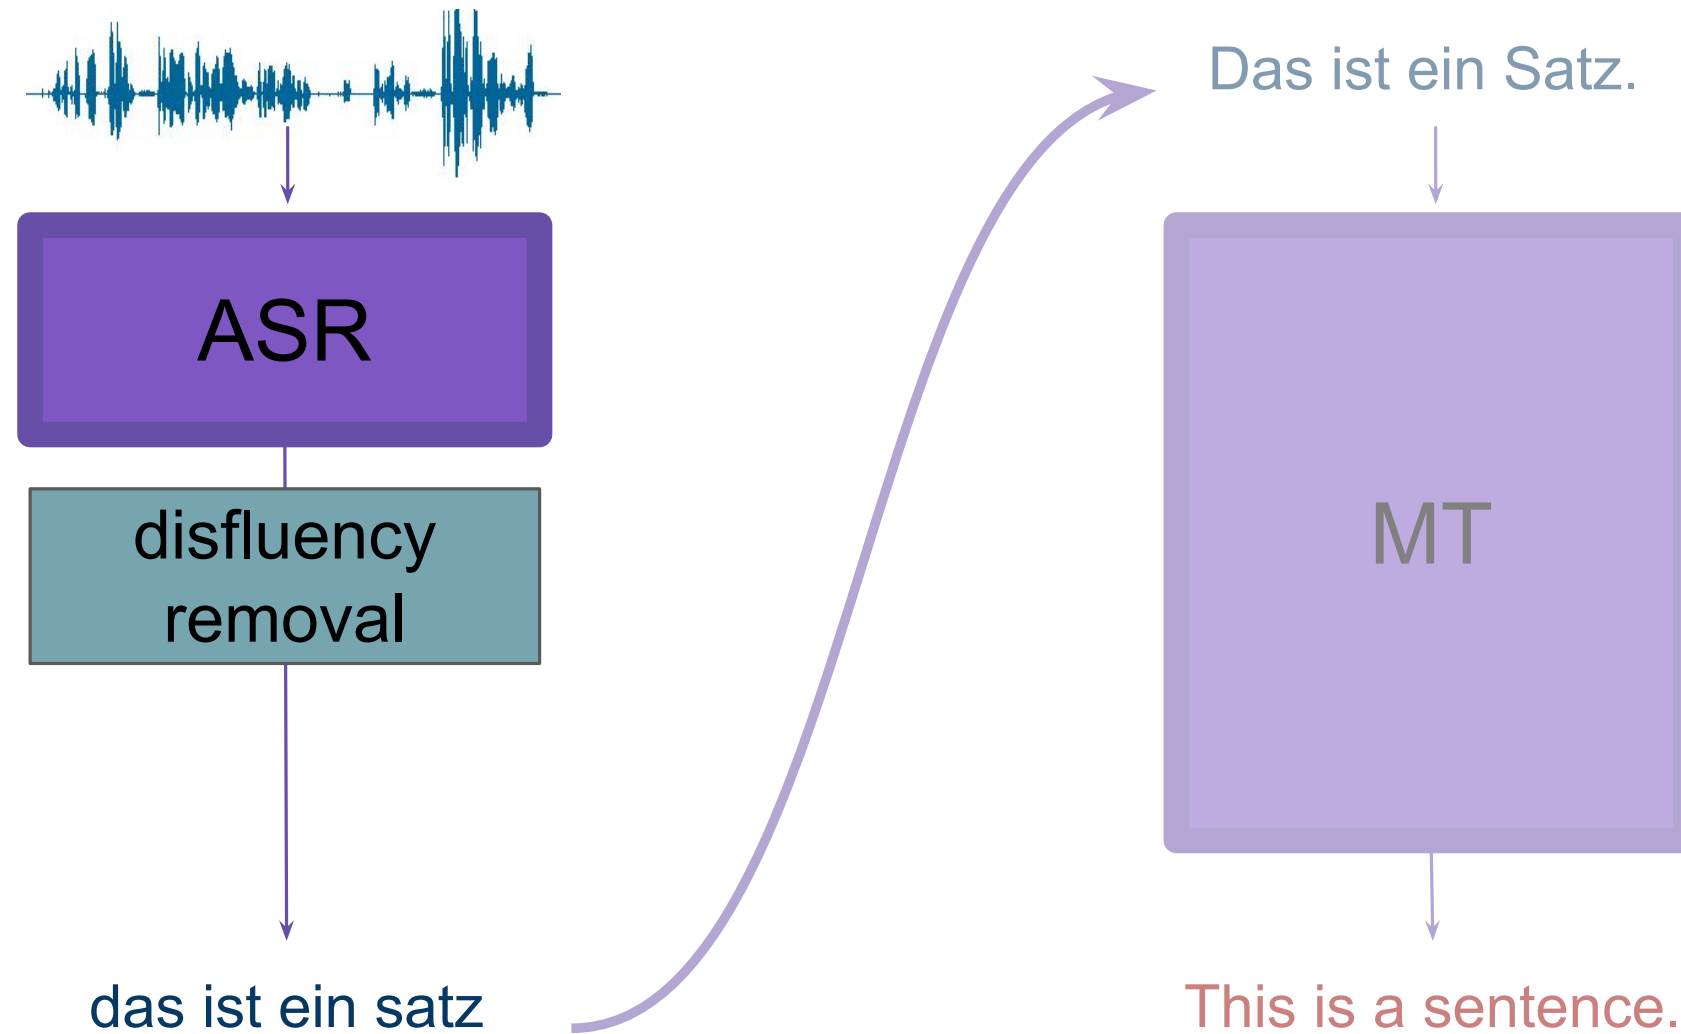 ASR
disfluency
removal
das ist ein satz
Das ist ein Satz.
MT
This is a sentence.